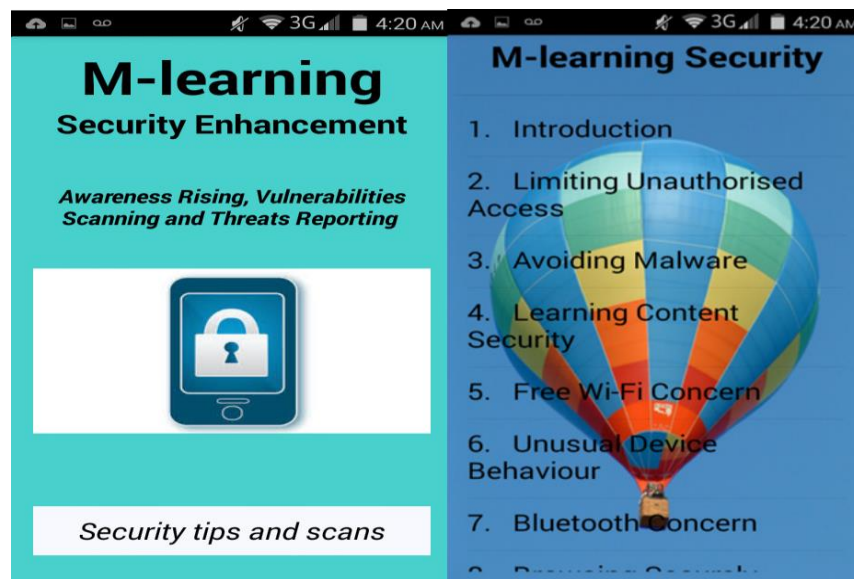 3G 4:20 AM
M-learning
Security Enhancement
Awareness Rising, Vulnerabilities
Scanning and Threats Reporting
Security tips and scans
3G 4:20 AM
M-learning Security
1. Introduction
2. Limiting Unauthorised
Access
3. Avoiding Malware
4. Learning Content
Security
5. Free Wi-Fi Concern
6. Unusual Device
Behaviour
7. Bluetooth Concern